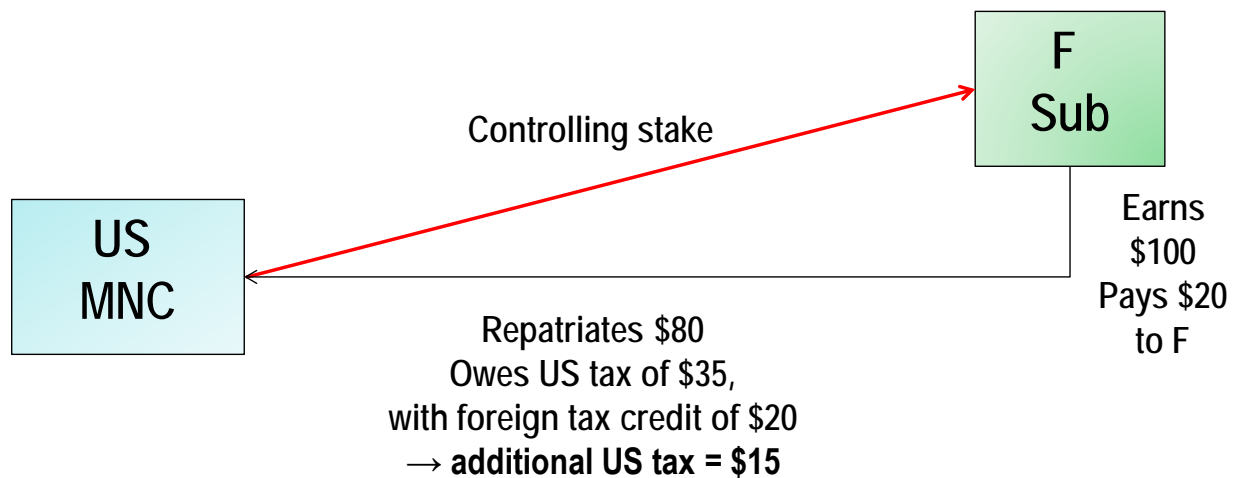 F
Sub
Controlling stake
US
MNC
Earns
$100
Pays $20
to F
Repatriates $80
Owes US tax of $35,
with foreign tax credit of $20
→ additional US tax = $15